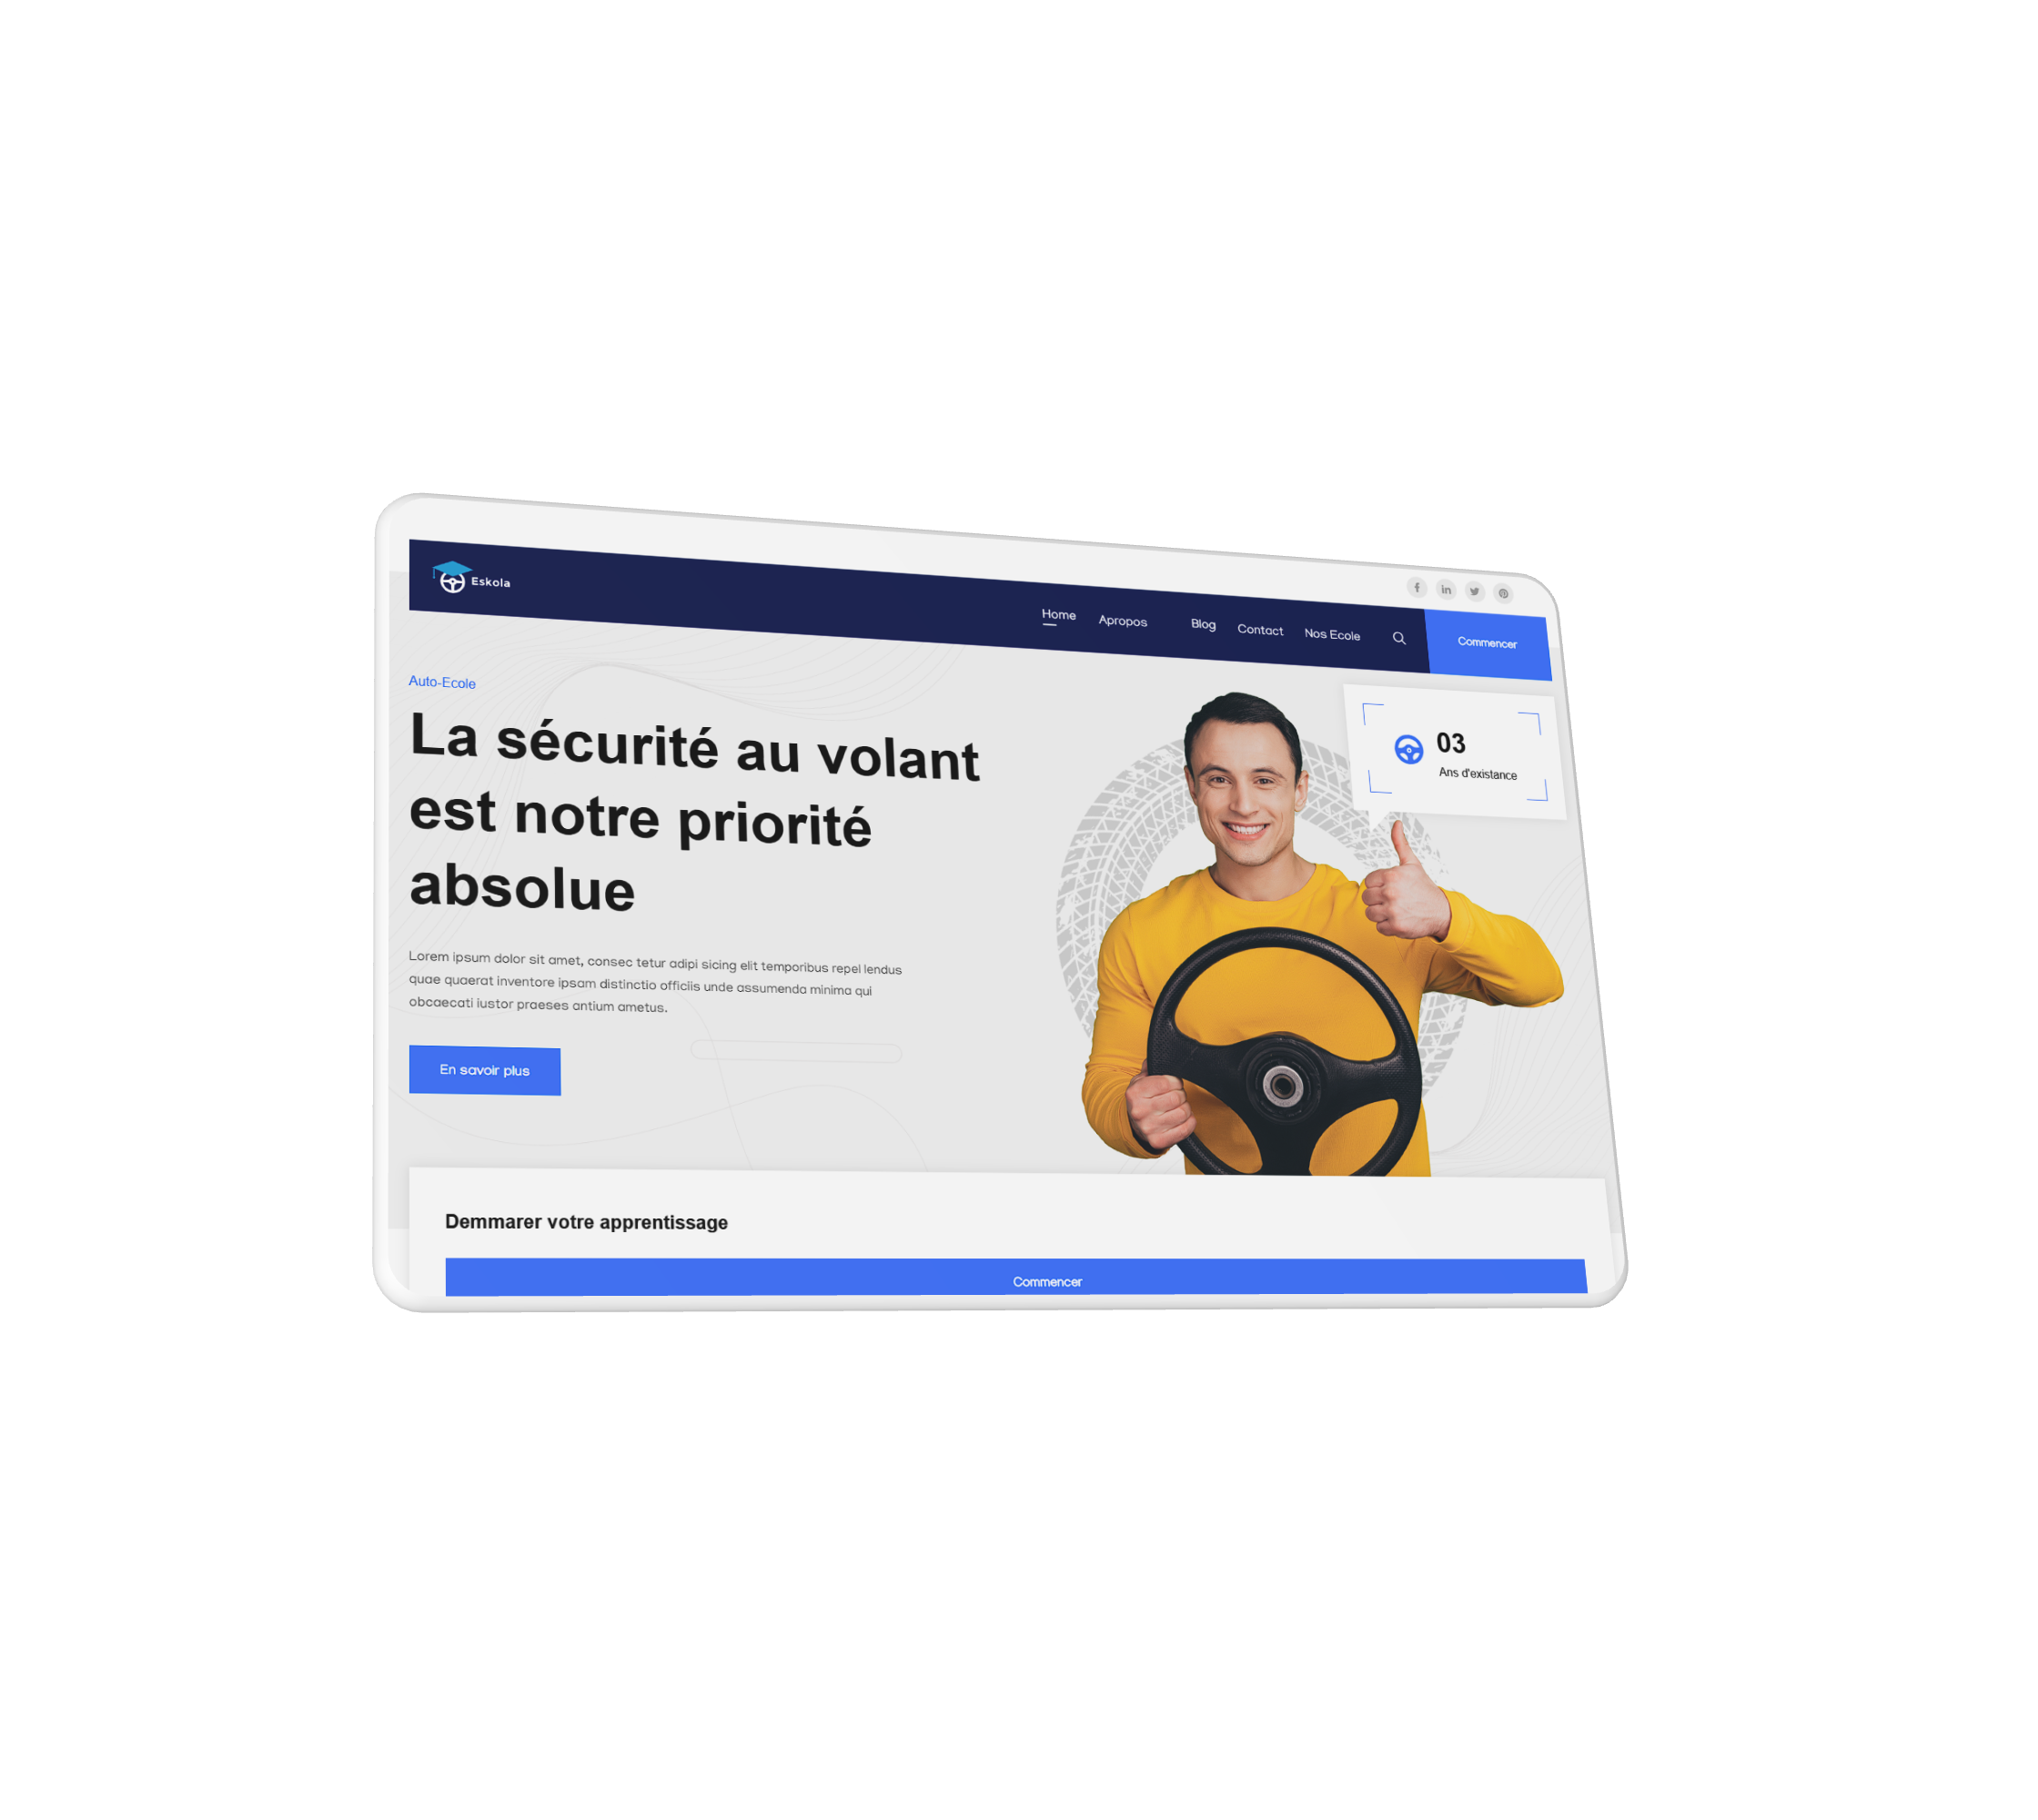 Eskola
Home Apropos Blog Contact Nos Ecole
Commencer
Auto-Ecole
La sécurité au volant
est notre priorité
absolue
03
Ans d'existance
Lorem ipsum dolor sit amet, consec tetur adipi sicing elit temporibus repel lendus
quae quaerat inventore ipsam distinctio officiis unde assumenda minima qui
obcaecati iustor praeses antium ametus.
En savoir plus
Demmarer votre apprentissage
Commencer